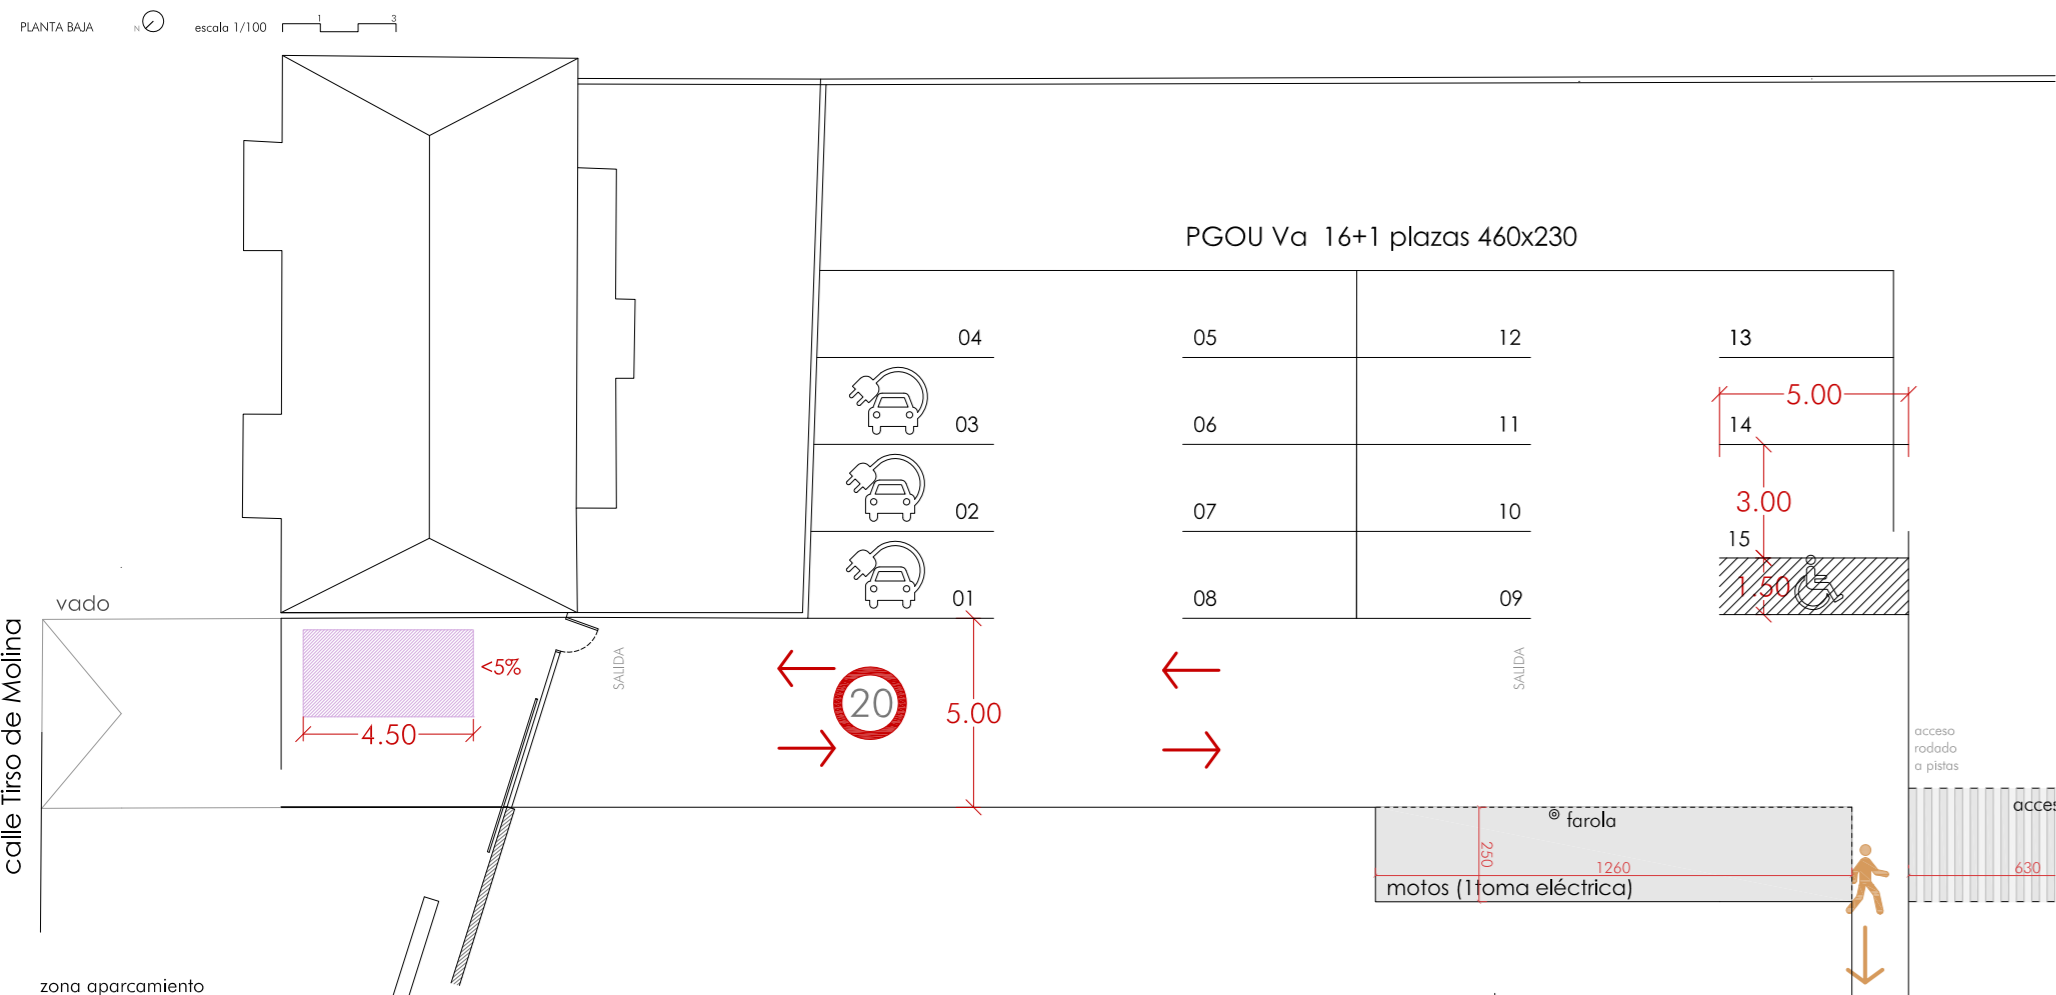 PLANTA BAJA
N
escala 1/100
1
3
PGOU Va 16+1 plazas 460x230
04
05
12
13
5.00
03
06
11
14
3.00
02
07
10
15
1.50
01
08
09
vado
calle Tirso de Molina
<5%
4.50
SALIDA
20
5.00
SALIDA
acceso
rodado
a pistas
farola
250
1260
motos (1toma eléctrica)
630
zona aparcamiento